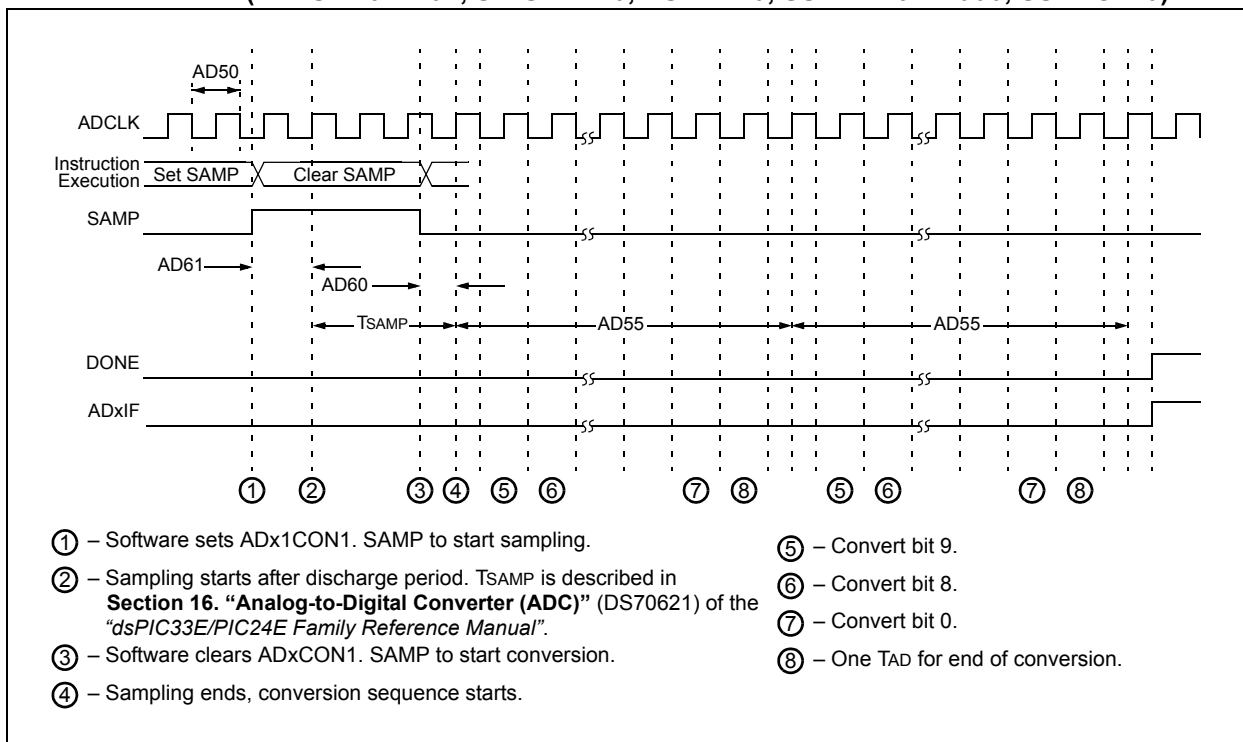 AD50
ADCLK
Instruction
Execution
Set SAMP
Clear SAMP
SAMP
AD61
AD60
TSAMP
AD55
AD55
DONE
ADxIF
1 2 3 4 5 6 7 8 5 6 7 8
1 – Software sets ADx1CON1. SAMP to start sampling.
2 – Sampling starts after discharge period. TSAMP is described in
Section 16. “Analog-to-Digital Converter (ADC)” (DS70621) of the
“dsPIC33E/PIC24E Family Reference Manual”.
3 – Software clears ADxCON1. SAMP to start conversion.
4 – Sampling ends, conversion sequence starts.
5 – Convert bit 9.
6 – Convert bit 8.
7 – Convert bit 0.
8 – One TAD for end of conversion.